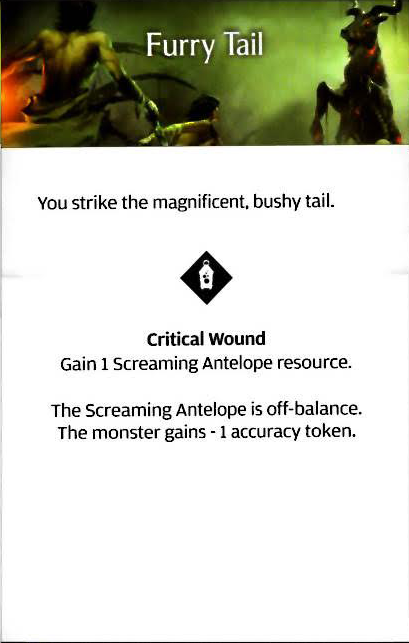 Furry Tail
You strike the magnificent, bushy tail.
Critical Wound
Gain 1 Screaming Antelope resource.
The Screaming Antelope is off-balance.
The monster gains - 1 accuracy token.